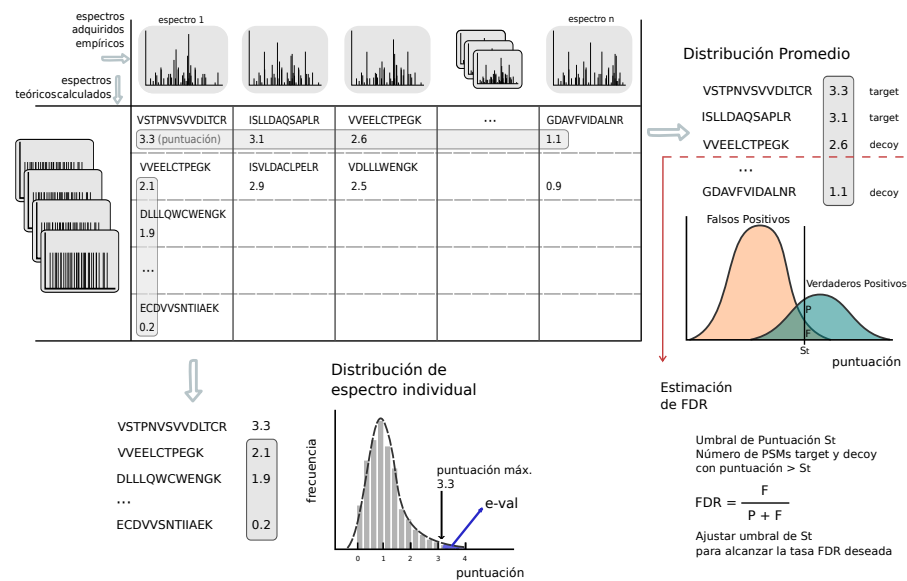 espectros
adquiridos
empíricos
espectro 1
espectro n
espectros
teóricoscalculados
VSTPNVSVVDLTCR
ISLLDAQSAPLR
VVEELCTPEGK
...
GDAVFVIDALNR
3.3 (puntuación)
3.1
2.6
1.1
VVEELCTPEGK
ISVLDACLPELR
VDLLLWENGK
2.1
2.9
2.5
0.9
DLLLQWCWENGK
1.9
...
ECDVVSNTIIAEK
0.2
Distribución Promedio
VSTPNVSVVDLTCR 3.3 target
ISLLDAQSAPLR 3.1 target
VVEELCTPEGK 2.6 decoy
...
GDAVFVIDALNR 1.1 decoy
Falsos Positivos
Verdaderos Positivos
P
F
St
puntuación
Estimación
de FDR
Umbral de Puntuación St
Número de PSMs target y decoy
con puntuación > St
FDR = F
P + F
Ajustar umbral de St
para alcanzar la tasa FDR deseada
VSTPNVSVVDLTCR 3.3
VVEELCTPEGK 2.1
DLLLQWCWENGK 1.9
...
ECDVVSNTIIAEK 0.2
Distribución de
espectro individual
frecuencia
puntuación máx.
3.3
e-val
0 1 2 3 4
puntuación